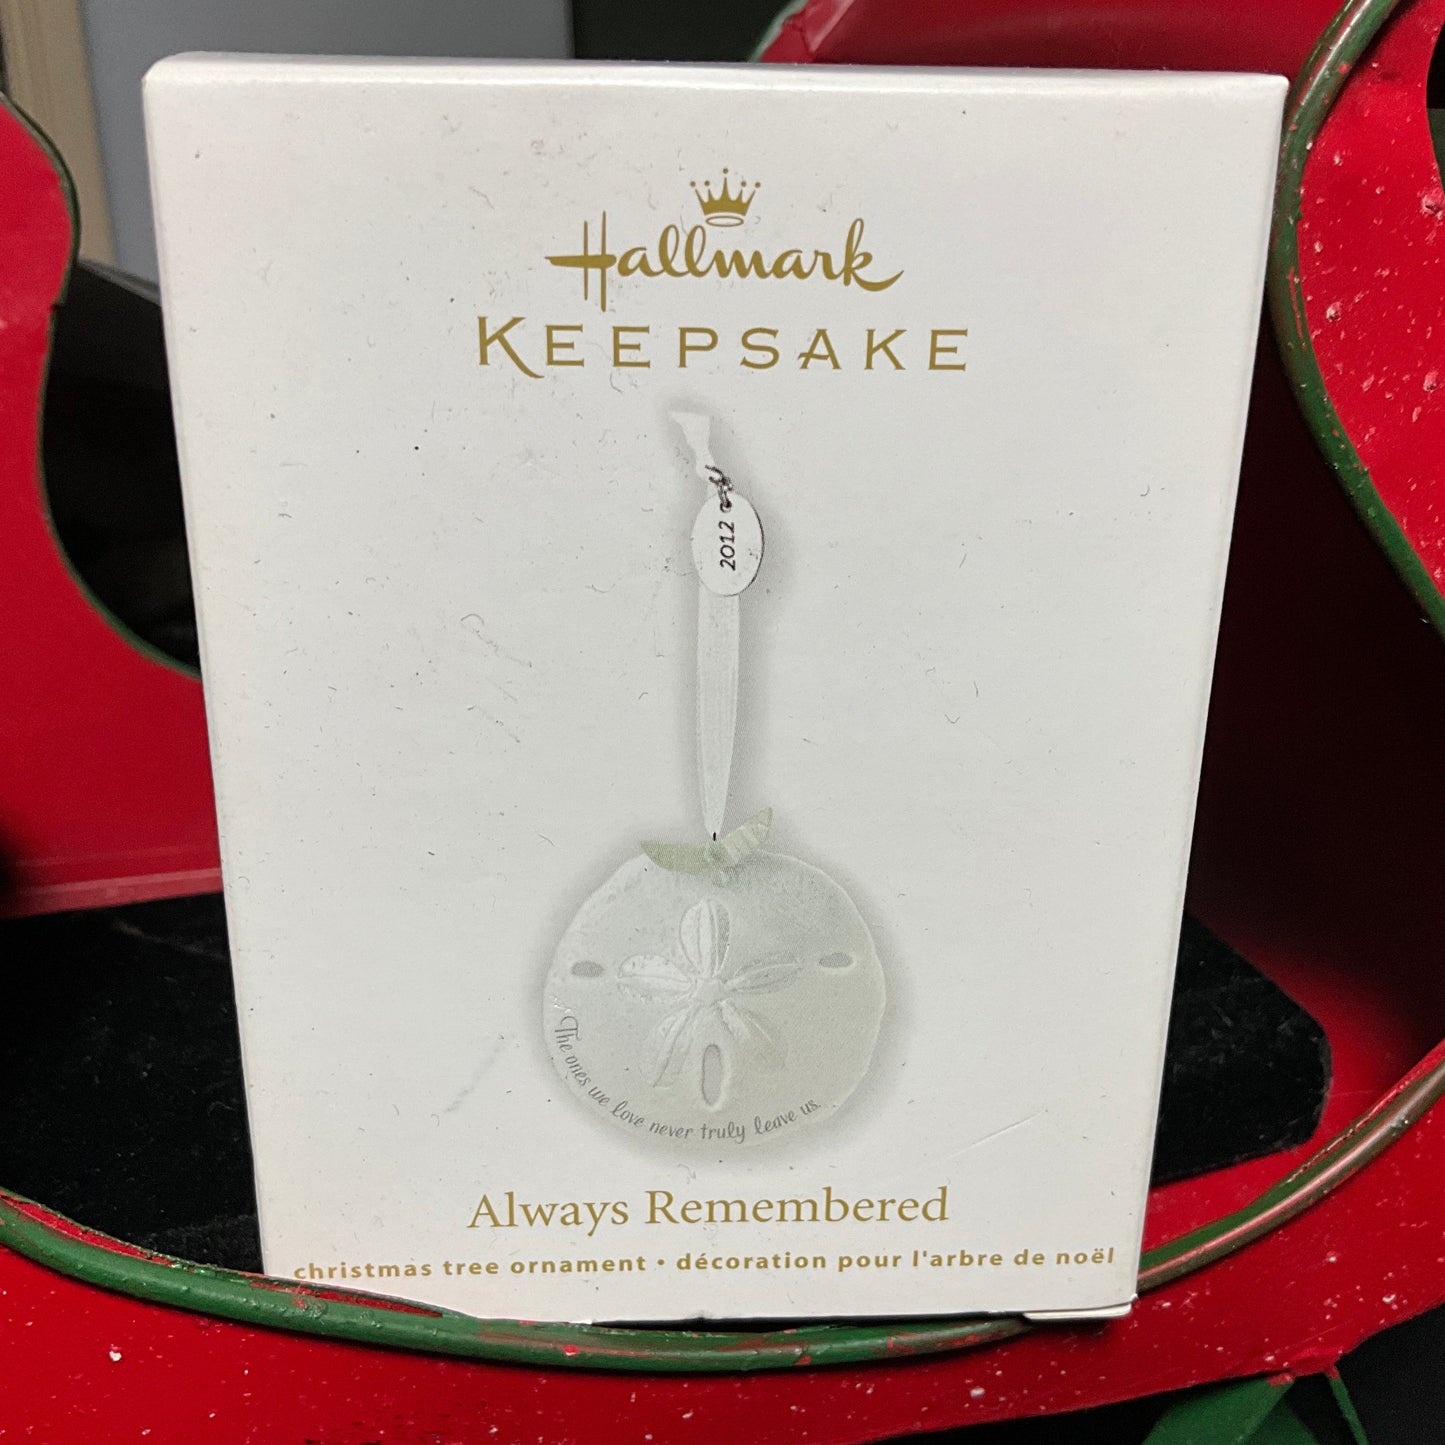 Hallmark
KEEPSAKE
2012
The ones we love never truly leave us.
Always Remembered
christmas tree ornament • décoration pour l'arbre de noël